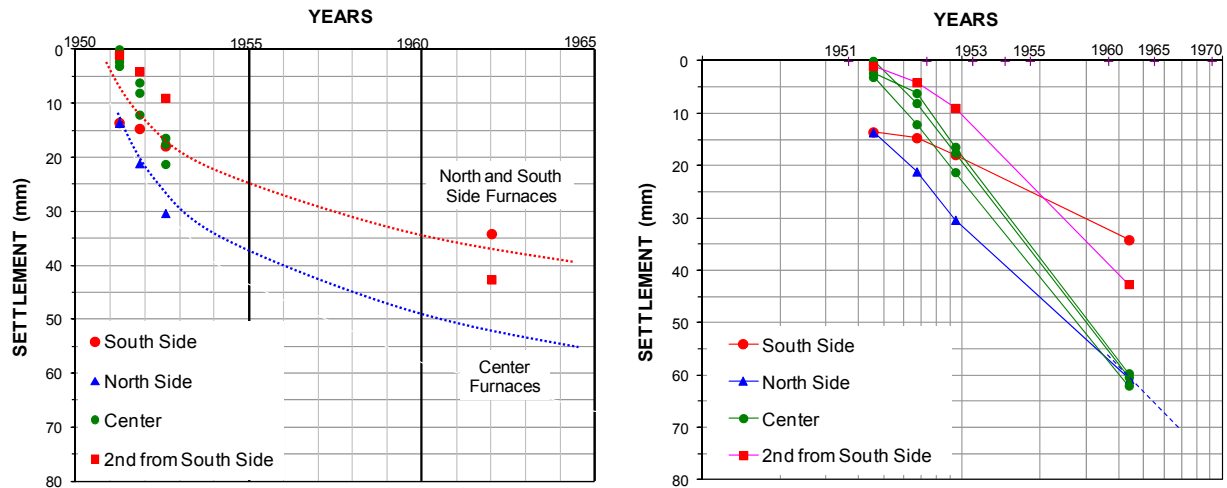 YEARS
1950 1955 1960 1965
0
10
20
30
40
50
60
70
80
SETTLEMENT (mm)
North and South
Side Furnaces
Center
Furnaces
South Side
North Side
Center
2nd from South Side
YEARS
1951 1953 1955 1960 1965 1970
0
10
20
30
40
50
60
70
80
SETTLEMENT (mm)
South Side
North Side
Center
2nd from South Side